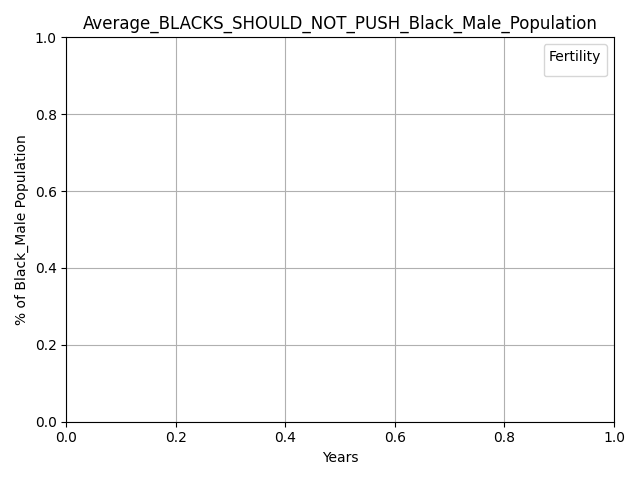 Average_BLACKS_SHOULD_NOT_PUSH_Black_Male_Population
Fertility
% of Black_Male Population
1.0
0.8
0.6
0.4
0.2
0.0
0.0 0.2 0.4 0.6 0.8 1.0
Years